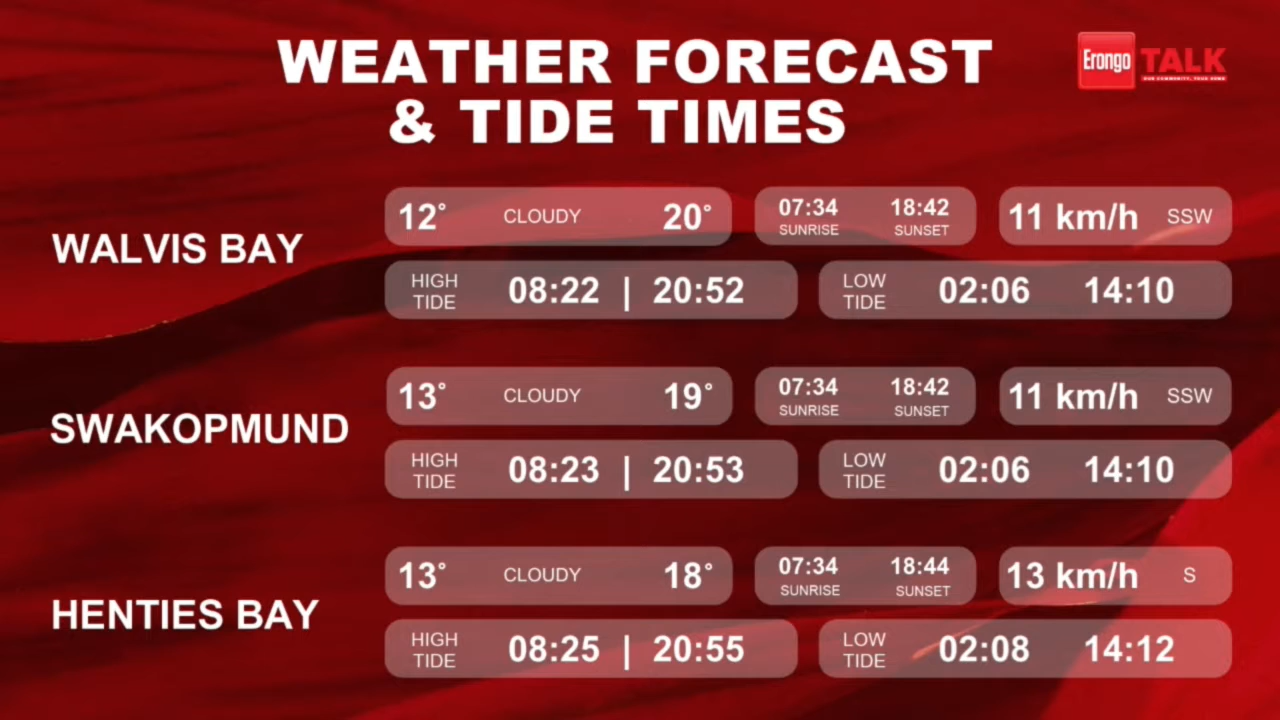 WEATHER FORECAST
& TIDE TIMES
Erongo TALK
OUR COMMUNITY, YOUR NEWS
WALVIS BAY
12° CLOUDY 20°
07:34 18:42
SUNRISE SUNSET
11 km/h SSW
HIGH TIDE 08:22 | 20:52
LOW TIDE 02:06 14:10
SWAKOPMUND
13° CLOUDY 19°
07:34 18:42
SUNRISE SUNSET
11 km/h SSW
HIGH TIDE 08:23 | 20:53
LOW TIDE 02:06 14:10
HENTIES BAY
13° CLOUDY 18°
07:34 18:44
SUNRISE SUNSET
13 km/h S
HIGH TIDE 08:25 | 20:55
LOW TIDE 02:08 14:12